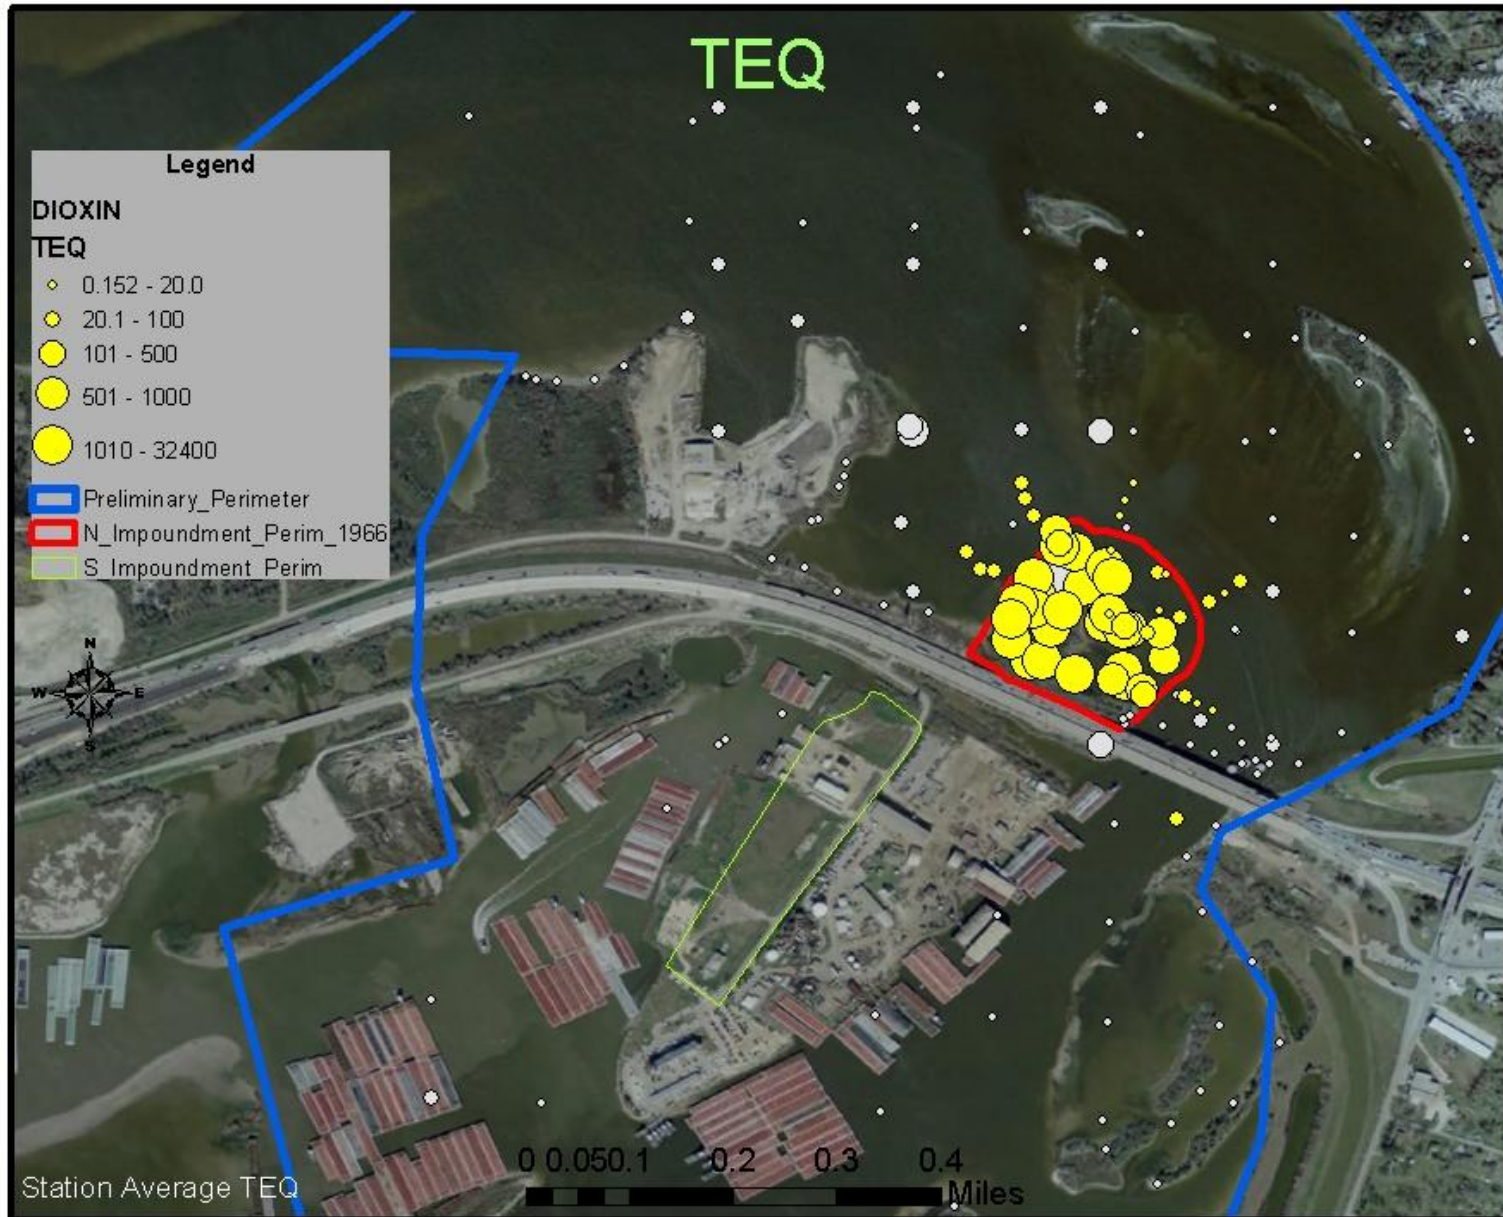 TEQ
Legend
DIOXIN
TEQ
0.152 - 20.0
20.1 - 100
101 - 500
501 - 1000
1010 - 32400
Preliminary_Perimeter
N_Impoundment_Perim_1966
S_Impoundment_Perim
N
W E
S
0 0.050.1 0.2 0.3 0.4
Miles
Station Average TEQ